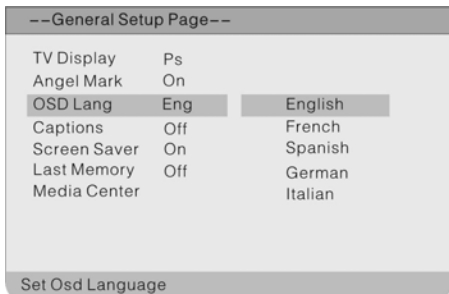 --General Setup Page--
TV Display Ps
Angel Mark On
OSD Lang Eng English
Captions Off French
Screen Saver On Spanish
Last Memory Off German
Media Center Italian
Set Osd Language